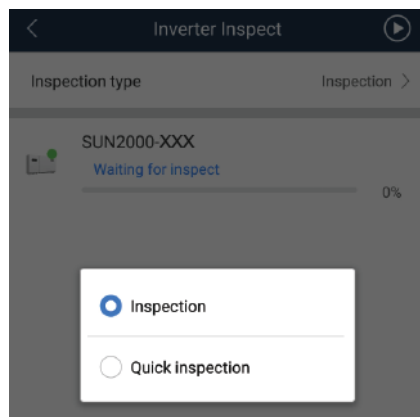 Inverter Inspect
Inspection type Inspection >
SUN2000-XXX
Waiting for inspect
0%
Inspection
Quick inspection